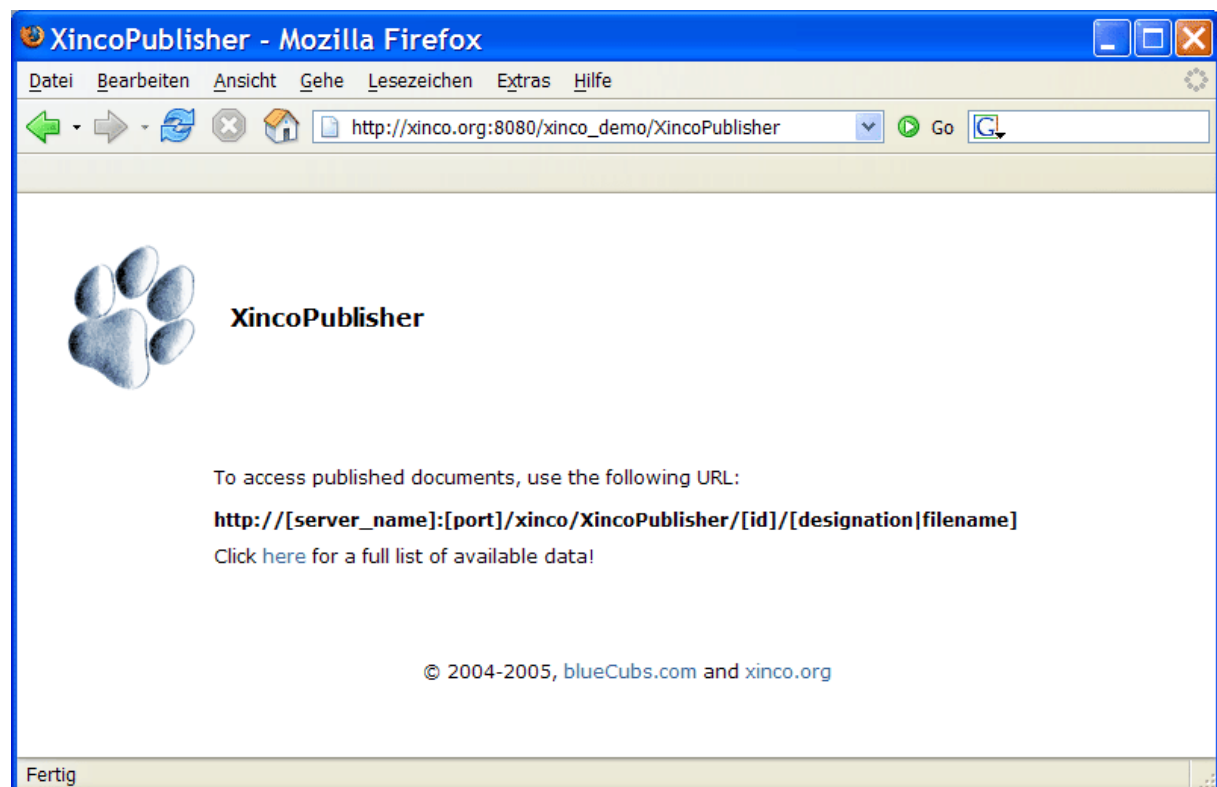 XincoPublisher - Mozilla Firefox
Datei Bearbeiten Ansicht Gehe Lesezeichen Extras Hilfe
http://xinco.org:8080/xinco_demo/XincoPublisher Go G
XincoPublisher
To access published documents, use the following URL:
http://[server_name]:[port]/xinco/XincoPublisher/[id]/[designation|filename]
Click here for a full list of available data!
© 2004-2005, blueCubs.com and xinco.org
Fertig